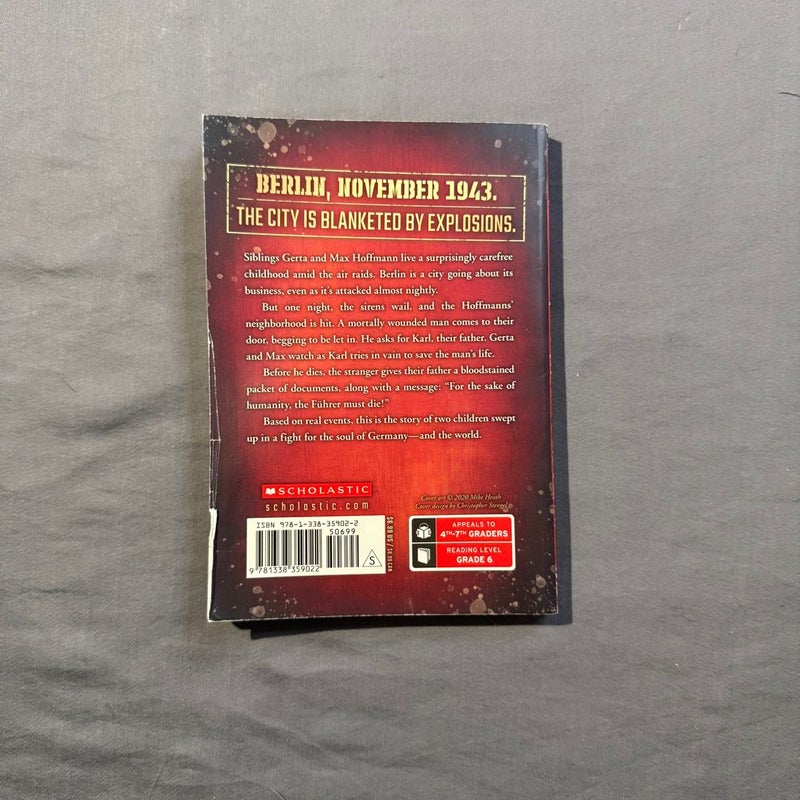 BERLIN, NOVEMBER 1943.
THE CITY IS BLANKETED BY EXPLOSIONS.
Siblings Gerta and Max Hoffmann live a surprisingly carefree
childhood amid the air raids. Berlin is a city going about its
business, even as it's attacked almost nightly.
But one night, the sirens wail, and the Hoffmanns'
neighborhood is hit. A mortally wounded man comes to their
door, begging to be let in. He asks for Karl, their father. Gerta
and Max watch as Karl tries in vain to save the man's life.
Before he dies, the stranger gives their father a bloodstained
packet of documents, along with a message: "For the sake of
humanity, the Führer must die!"
Based on real events, this is the story of two children swept
up in a fight for the soul of Germany—and the world.
SCHOLASTIC
scholastic.com
Cover art © 2020 Mike Heath
Cover design by Christopher Stengel
ISBN 978-1-338-35902-2
50699
9 781338 359022
S
$6.99 US /
APPEALS TO
4TH-7TH GRADERS
READING LEVEL
GRADE 6